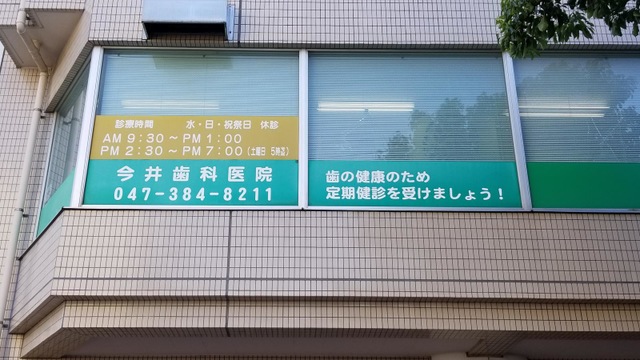 診療時間 水・日・祝祭日 休診
AM 9:30～PM 1:00
PM 2:30～PM 7:00(土曜日 5時迄)
今井歯科医院
047-384-8211
歯の健康のため
定期健診を受けましょう！